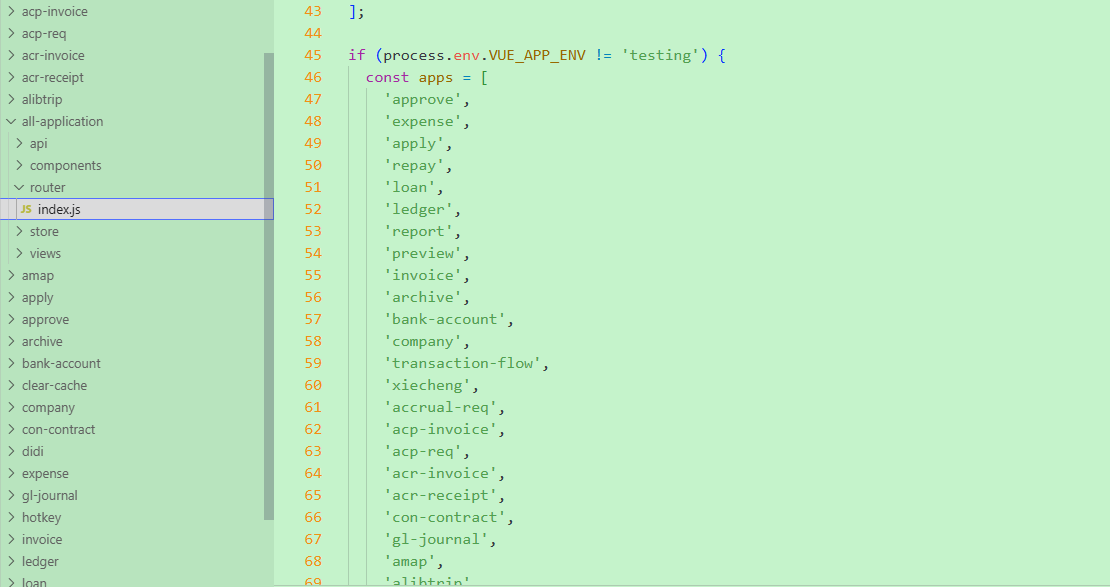 acp-invoice
acp-req
acr-invoice
acr-receipt
alibtrip
all-application
api
components
router
JS index.js
store
views
amap
apply
approve
archive
bank-account
clear-cache
company
con-contract
didi
expense
gl-journal
hotkey
invoice
ledger
loan
43 ];
44
45 if (process.env.VUE_APP_ENV != 'testing') {
46 const apps = [
47 'approve',
48 'expense',
49 'apply',
50 'repay',
51 'loan',
52 'ledger',
53 'report',
54 'preview',
55 'invoice',
56 'archive',
57 'bank-account',
58 'company',
59 'transaction-flow',
60 'xiecheng',
61 'accrual-req',
62 'acp-invoice',
63 'acp-req',
64 'acr-invoice',
65 'acr-receipt',
66 'con-contract',
67 'gl-journal',
68 'amap',
69 'alibtrip'